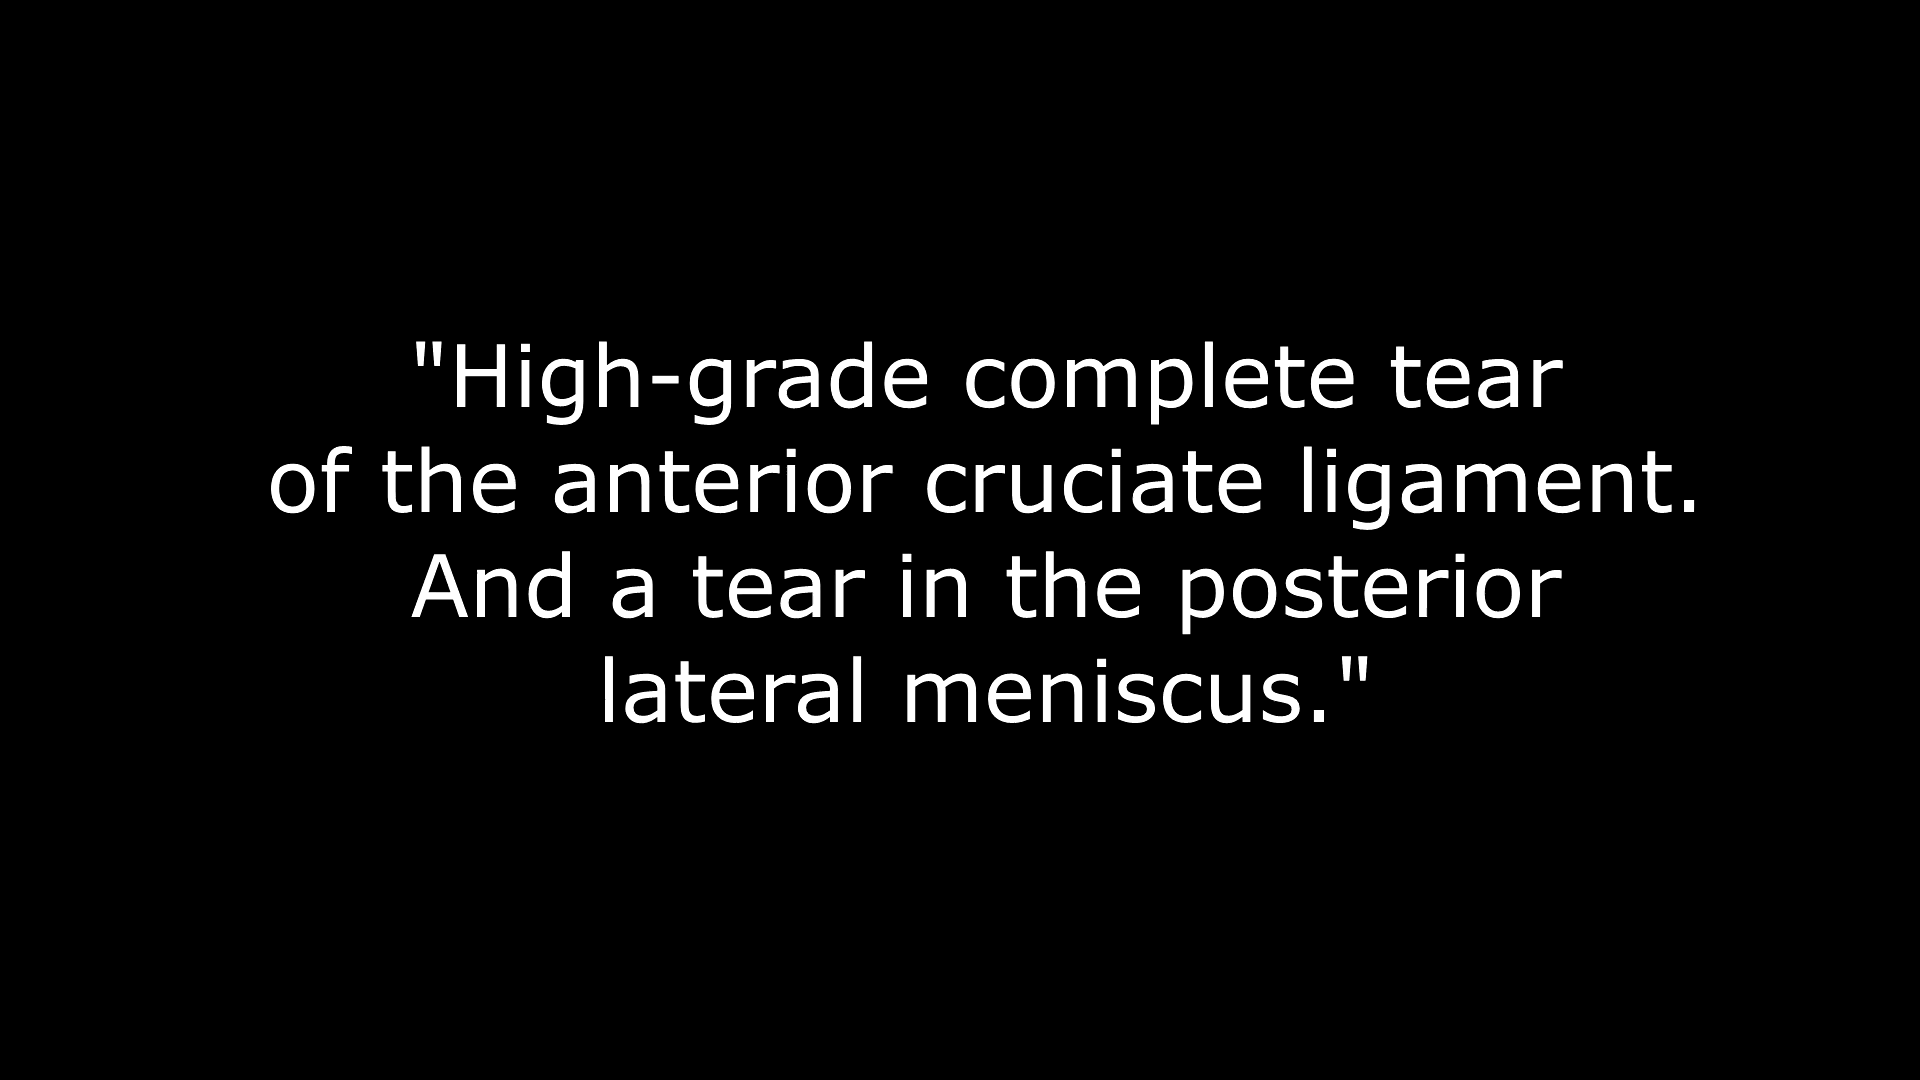 "High-grade complete tear
of the anterior cruciate ligament.
And a tear in the posterior
lateral meniscus."